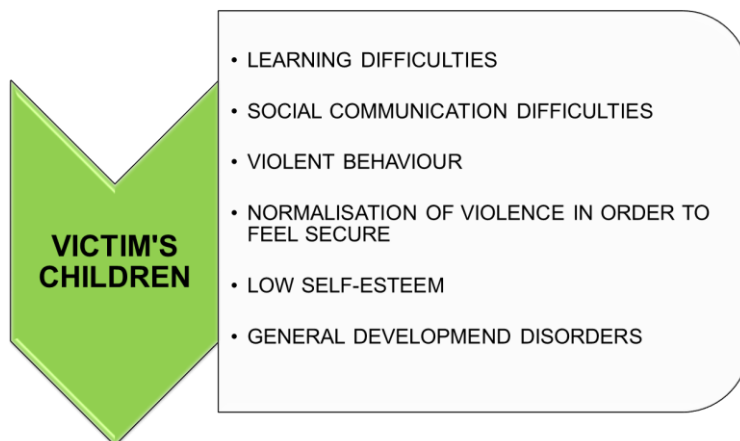 VICTIM'S
CHILDREN
• LEARNING DIFFICULTIES
• SOCIAL COMMUNICATION DIFFICULTIES
• VIOLENT BEHAVIOUR
• NORMALISATION OF VIOLENCE IN ORDER TO
FEEL SECURE
• LOW SELF-ESTEEM
• GENERAL DEVELOPMEND DISORDERS